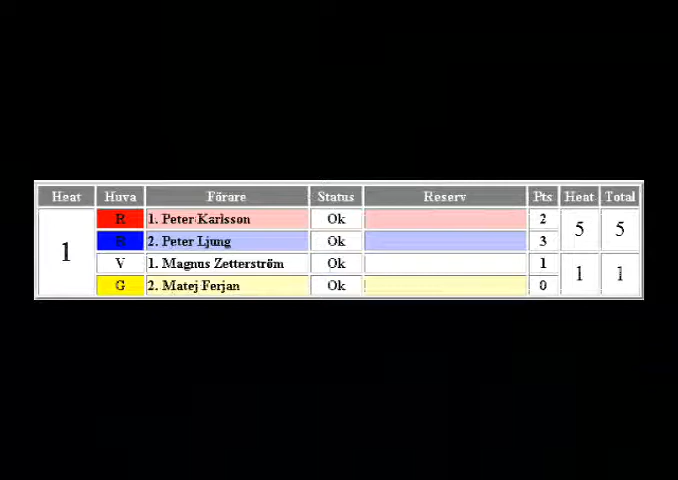 Heat Huva Förare Status Reserv Pts Heat Total
1 R 1. Peter Karlsson Ok 2 5 5
B 2. Peter Ljung Ok 3
V 1. Magnus Zetterström Ok 1 1 1
G 2. Matej Ferjan Ok 0